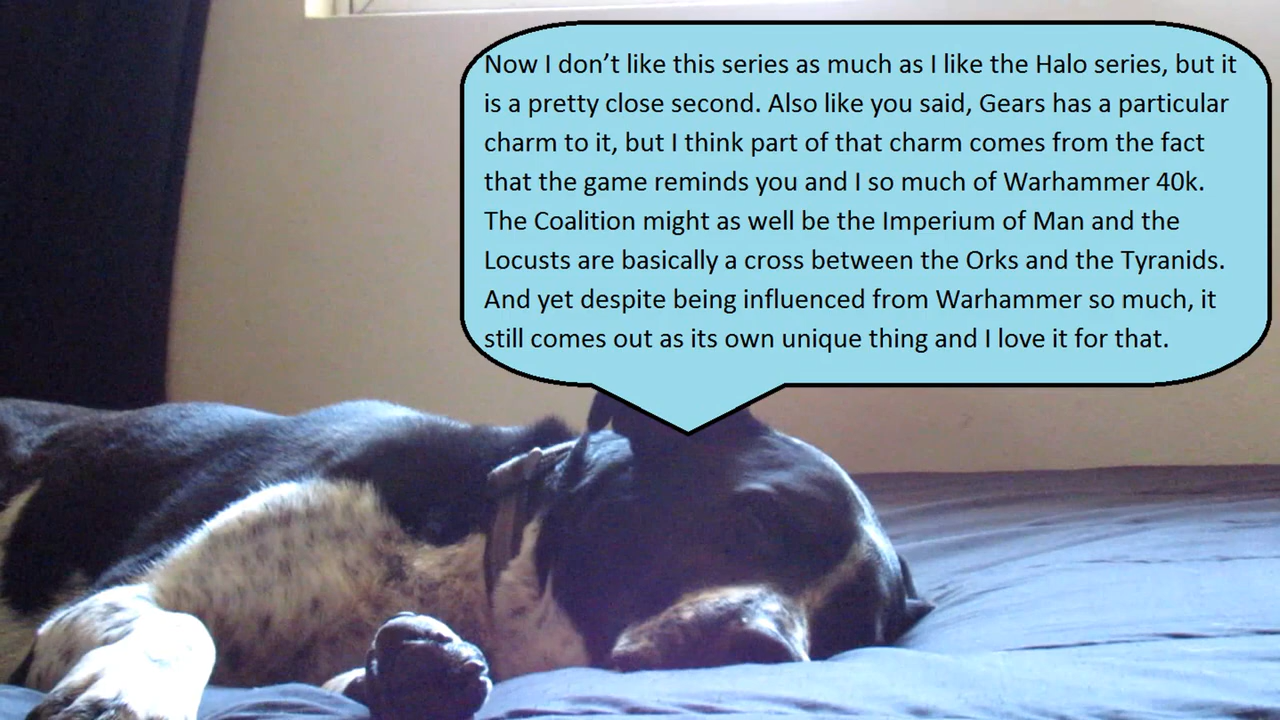 Now I don’t like this series as much as I like the Halo series, but it
is a pretty close second. Also like you said, Gears has a particular
charm to it, but I think part of that charm comes from the fact
that the game reminds you and I so much of Warhammer 40k.
The Coalition might as well be the Imperium of Man and the
Locusts are basically a cross between the Orks and the Tyranids.
And yet despite being influenced from Warhammer so much, it
still comes out as its own unique thing and I love it for that.